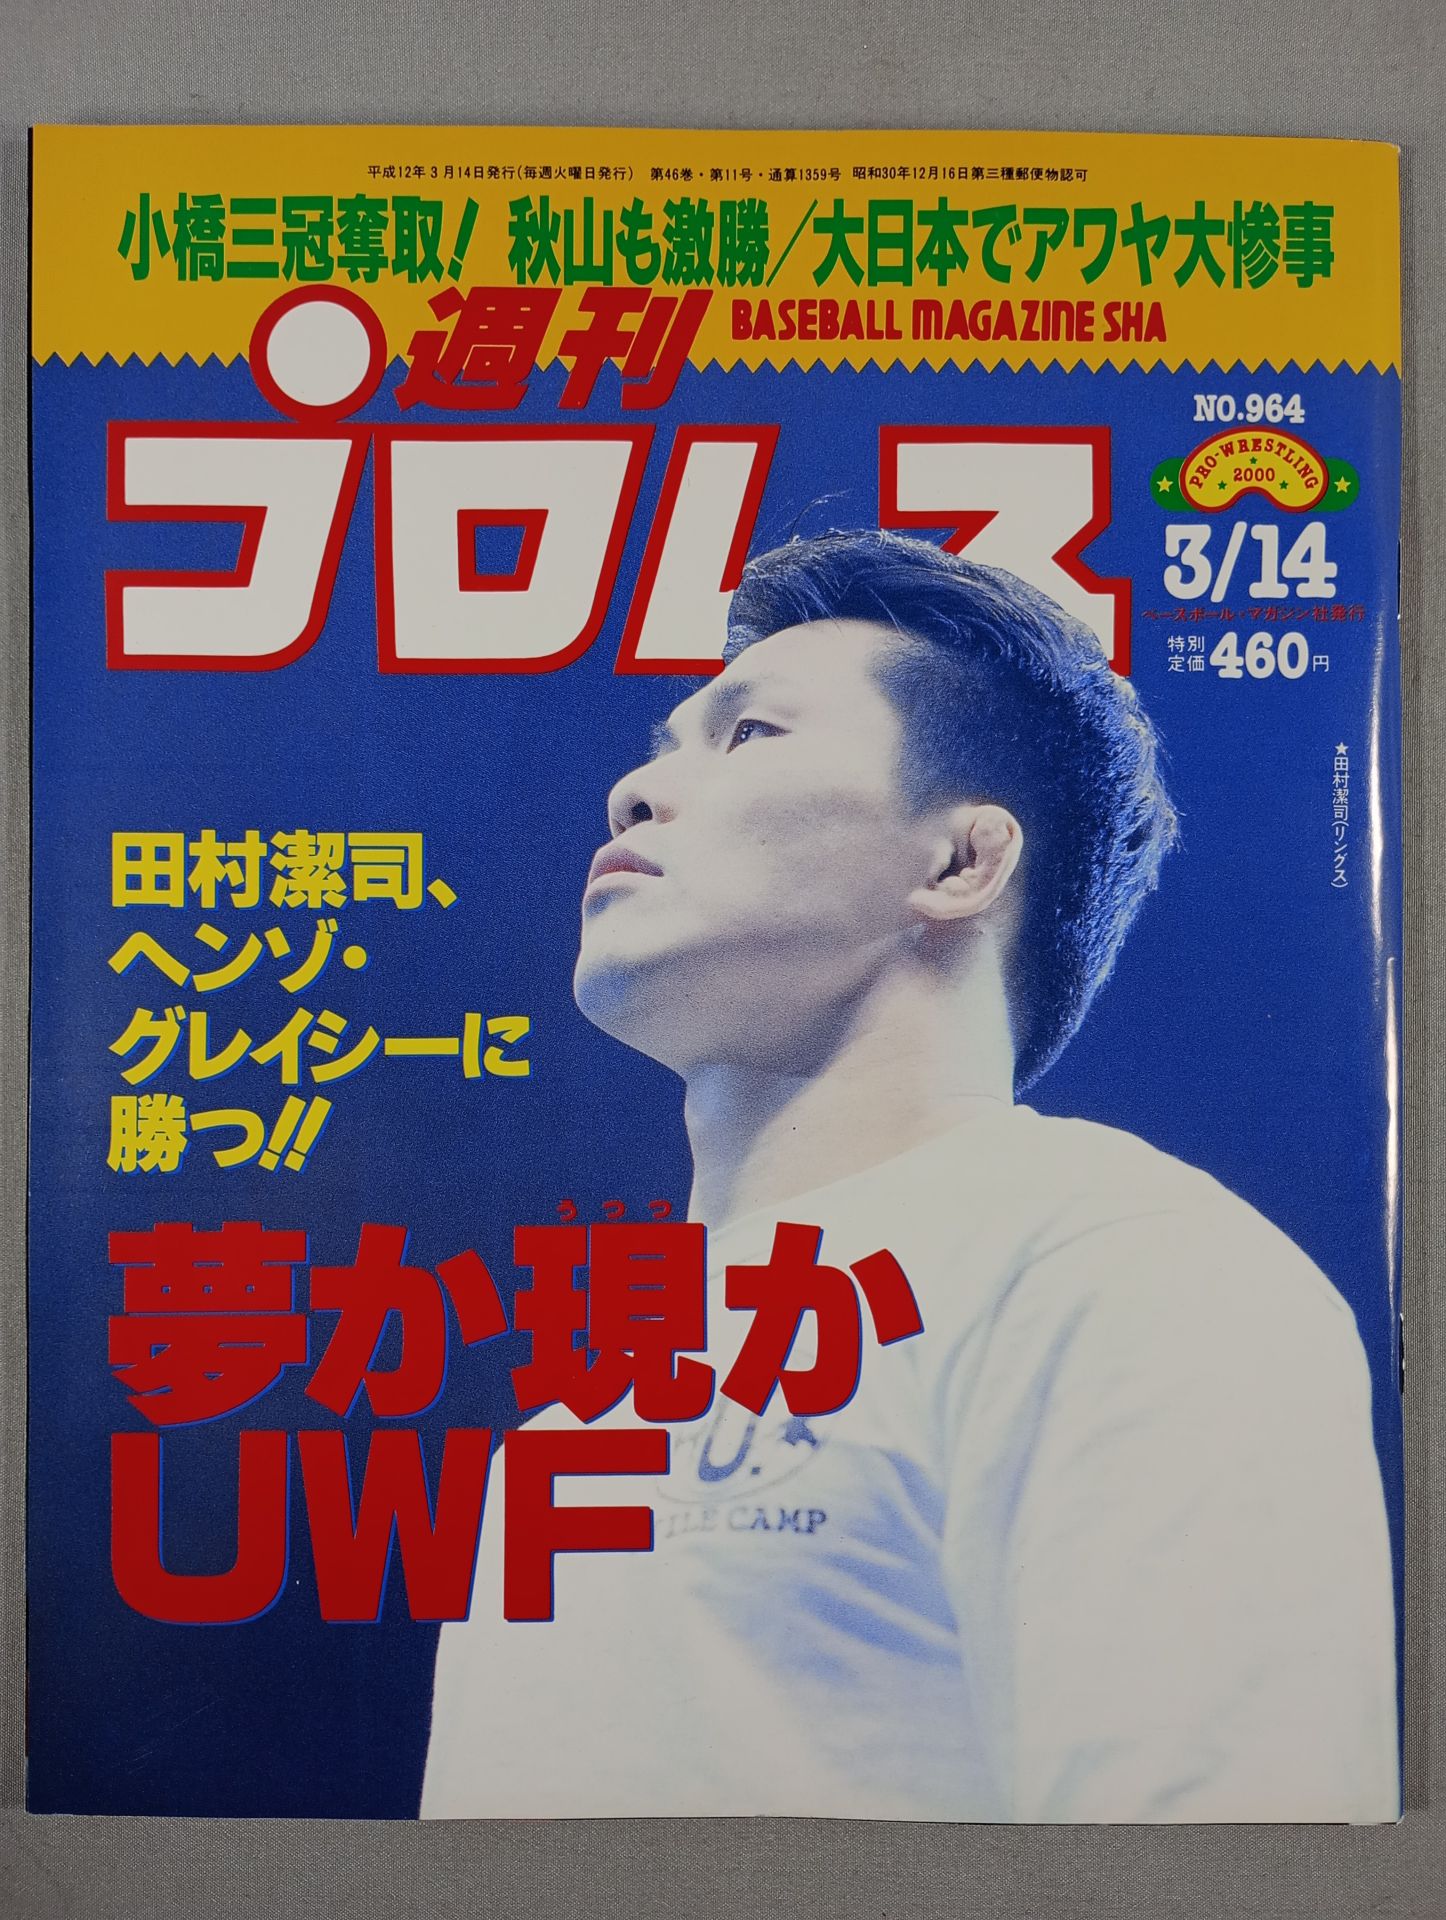 平成12年3月14日発行(毎週火曜日発行) 第46巻・第11号・通算1359号 昭和30年12月16日第三種郵便物認可
小橋三冠奪取! 秋山も激勝/大日本でアワヤ大惨事
週刊
BASEBALL MAGAZINE SHA
プロレス
NO.964
PRO-WRESTLING
2000
3/14
ベースボール・マガジン社発行
特別
定価460円
★田村潔司(リングス)
田村潔司、
ヘンゾ・
グレイシーに
勝つ!!
うつつ
夢か現か
UWF
U.
CAMP